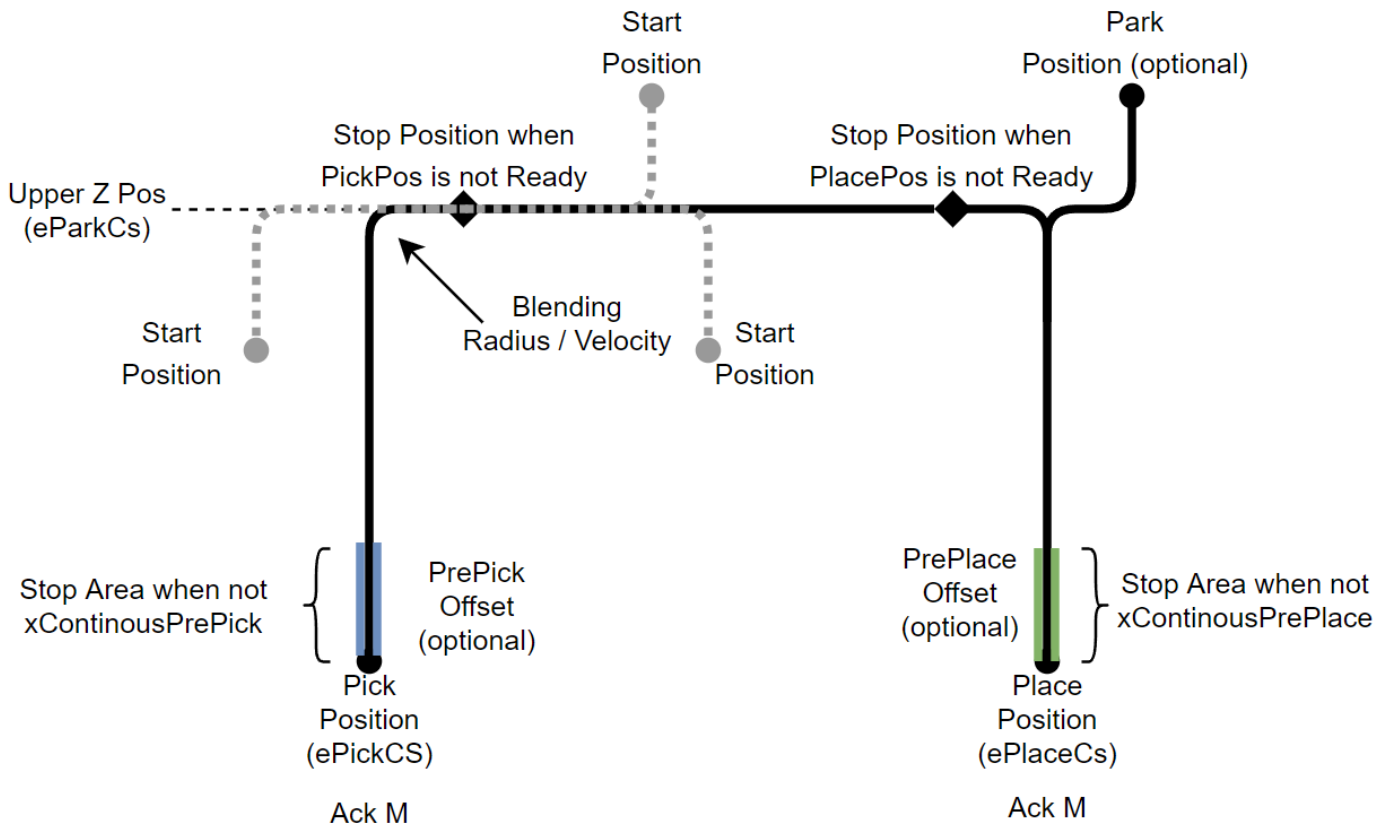 Start
Position
Park
Position (optional)
Stop Position when
PickPos is not Ready
Stop Position when
PlacePos is not Ready
Upper Z Pos
(eParkCs)
Blending
Radius / Velocity
Start
Position
Start
Position
Stop Area when not
xContinousPrePick
PrePick
Offset
(optional)
PrePlace
Offset
(optional)
Stop Area when not
xContinousPrePlace
Pick
Position
(ePickCS)
Place
Position
(ePlaceCs)
Ack M
Ack M